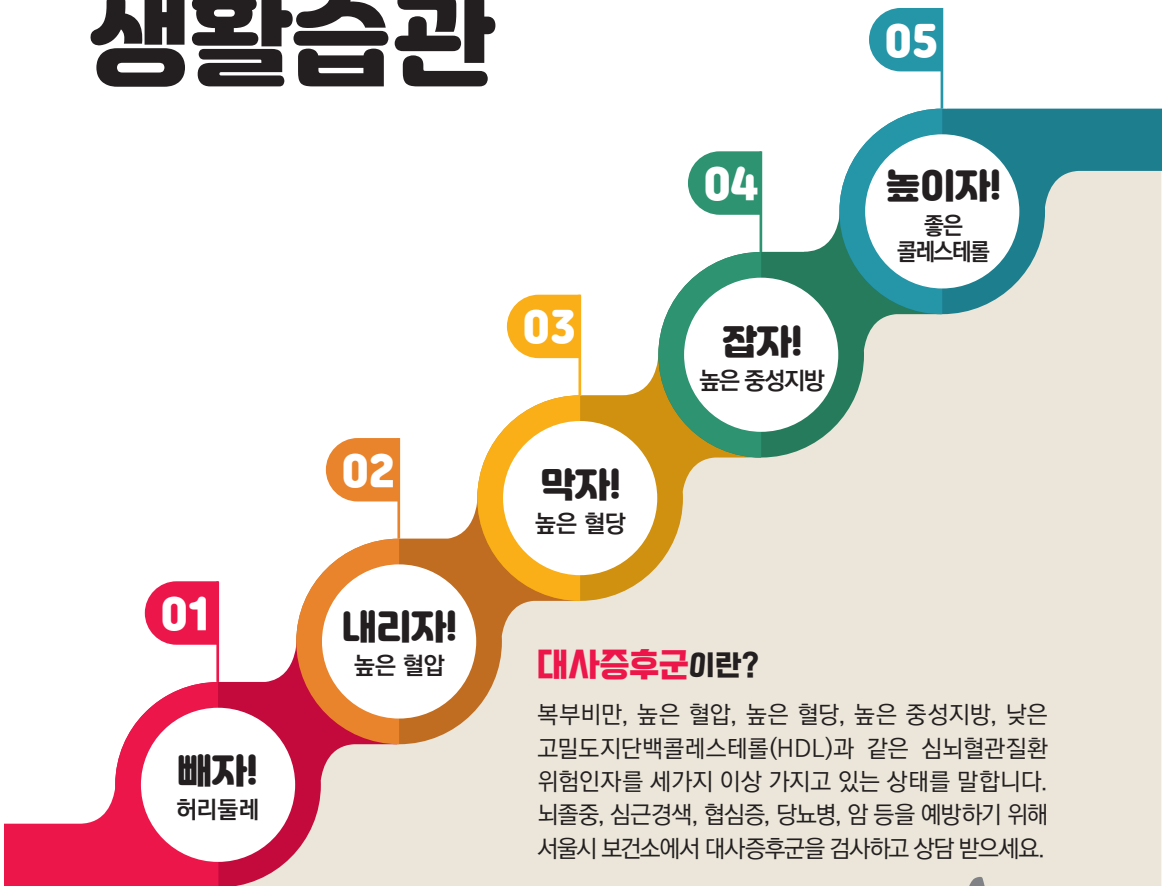 생활습관
05
높이자!
좋은
콜레스테롤
04
잡자!
높은 중성지방
03
막자!
높은 혈당
02
내리자!
높은 혈압
01
빼자!
허리둘레
대사증후군이란?
복부비만, 높은 혈압, 높은 혈당, 높은 중성지방, 낮은
고밀도지단백콜레스테롤(HDL)과 같은 심뇌혈관질환
위험인자를 세가지 이상 가지고 있는 상태를 말합니다.
뇌졸중, 심근경색, 협심증, 당뇨병, 암 등을 예방하기 위해
서울시 보건소에서 대사증후군을 검사하고 상담 받으세요.